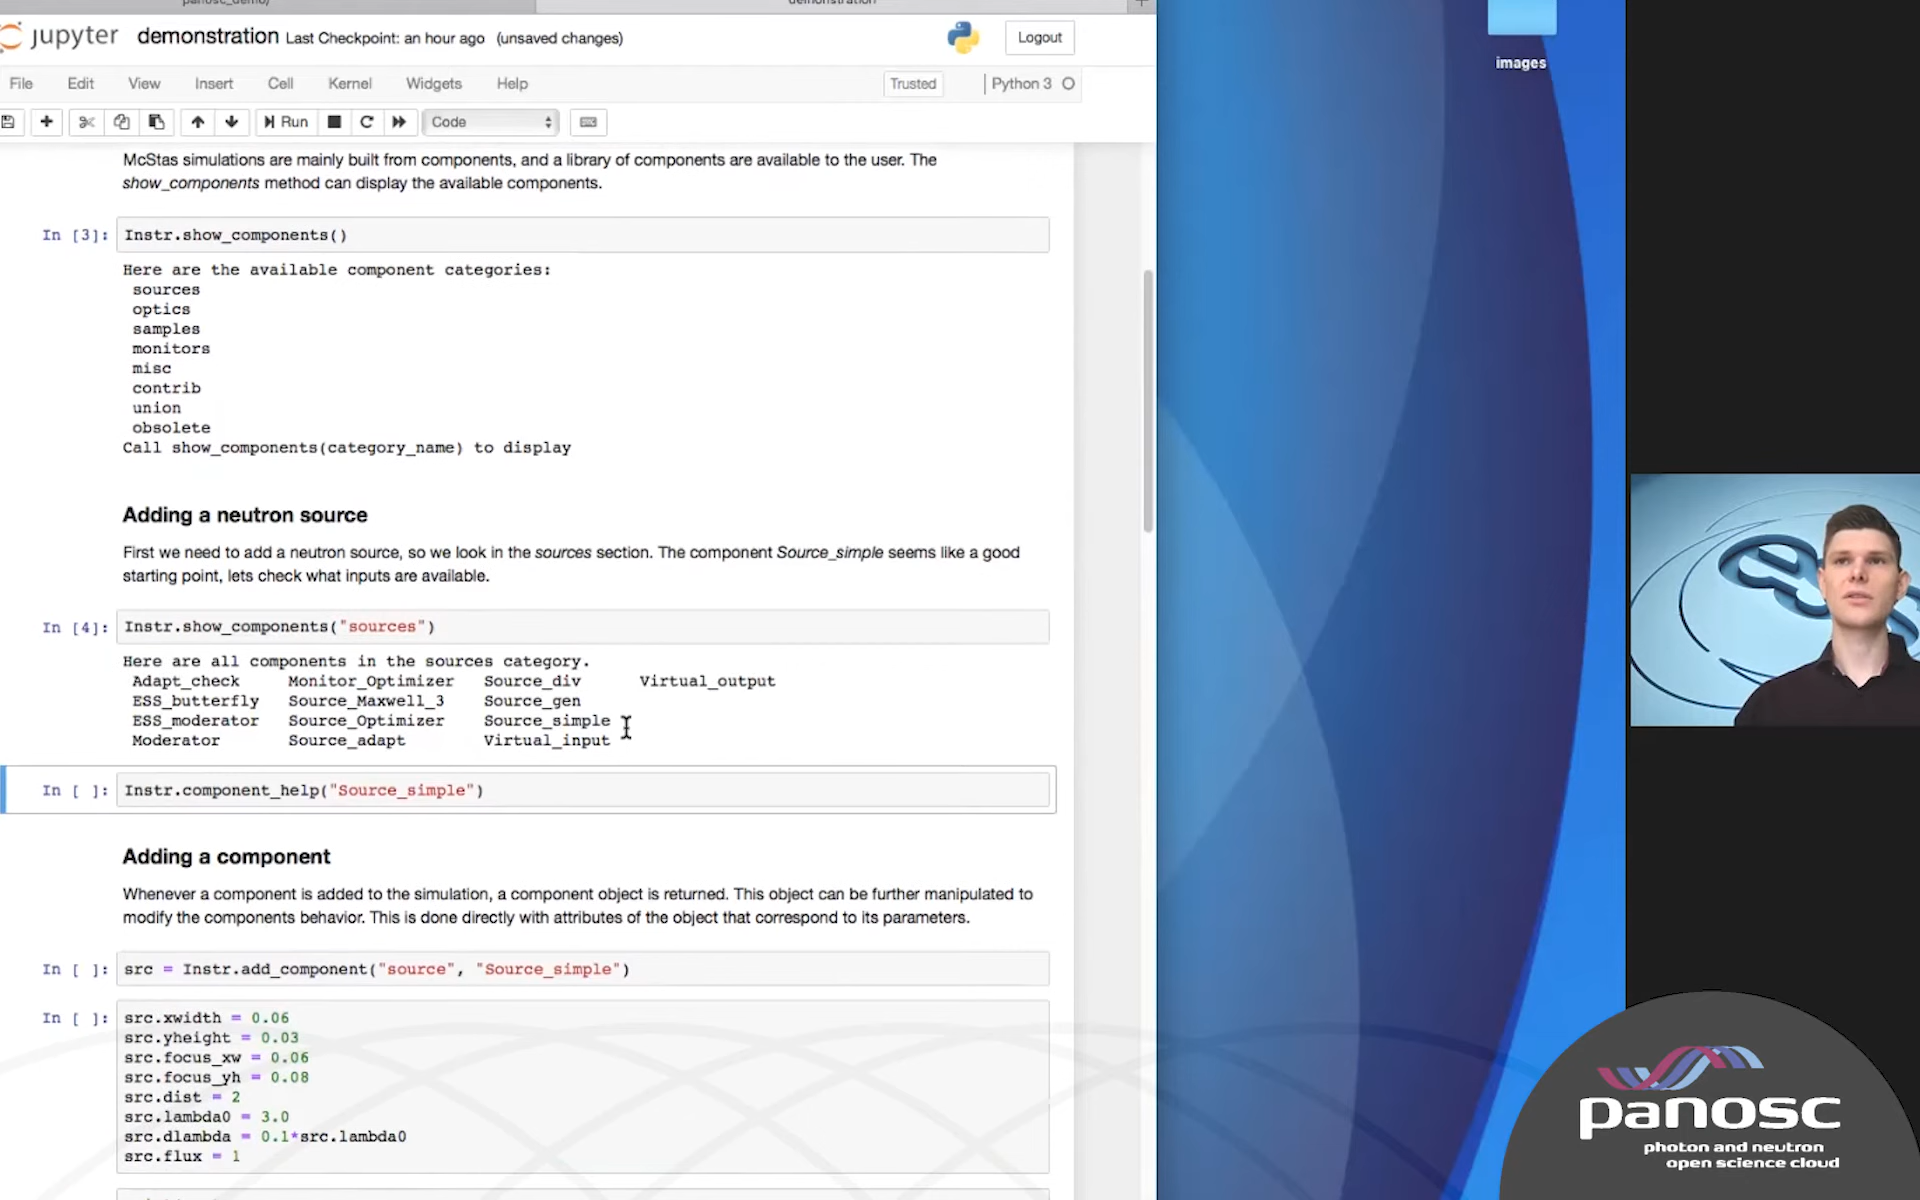 panosc_demo/
demonstration
jupyter demonstration Last Checkpoint: an hour ago (unsaved changes)
Logout
File Edit View Insert Cell Kernel Widgets Help
Trusted
Python 3
Run
Code
McStas simulations are mainly built from components, and a library of components are available to the user. The
show_components method can display the available components.
In [3]: Instr.show_components()
Here are the available component categories:
sources
optics
samples
monitors
misc
contrib
union
obsolete
Call show_components(category_name) to display
Adding a neutron source
First we need to add a neutron source, so we look in the sources section. The component Source_simple seems like a good
starting point, lets check what inputs are available.
In [4]: Instr.show_components("sources")
Here are all components in the sources category.
Adapt_check Monitor_Optimizer Source_div Virtual_output
ESS_butterfly Source_Maxwell_3 Source_gen
ESS_moderator Source_Optimizer Source_simple
Moderator Source_adapt Virtual_input
In [ ]: Instr.component_help("Source_simple")
Adding a component
Whenever a component is added to the simulation, a component object is returned. This object can be further manipulated to
modify the components behavior. This is done directly with attributes of the object that correspond to its parameters.
In [ ]: src = Instr.add_component("source", "Source_simple")
In [ ]: src.xwidth = 0.06
src.yheight = 0.03
src.focus_xw = 0.06
src.focus_yh = 0.08
src.dist = 2
src.lambda0 = 3.0
src.dlambda = 0.1*src.lambda0
src.flux = 1
images
ess
panosc
photon and neutron
open science cloud